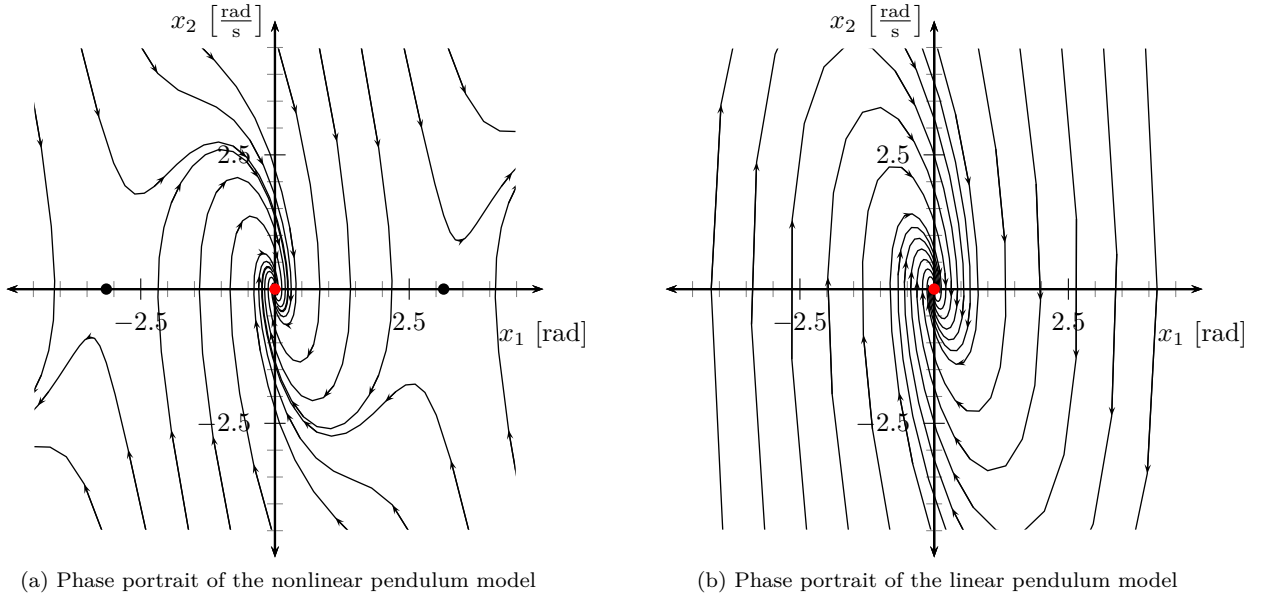 x₂ [rad/s]
2.5
−2.5
2.5
x₁ [rad]
−2.5
(a) Phase portrait of the nonlinear pendulum model
x₂ [rad/s]
2.5
−2.5
2.5
x₁ [rad]
−2.5
(b) Phase portrait of the linear pendulum model